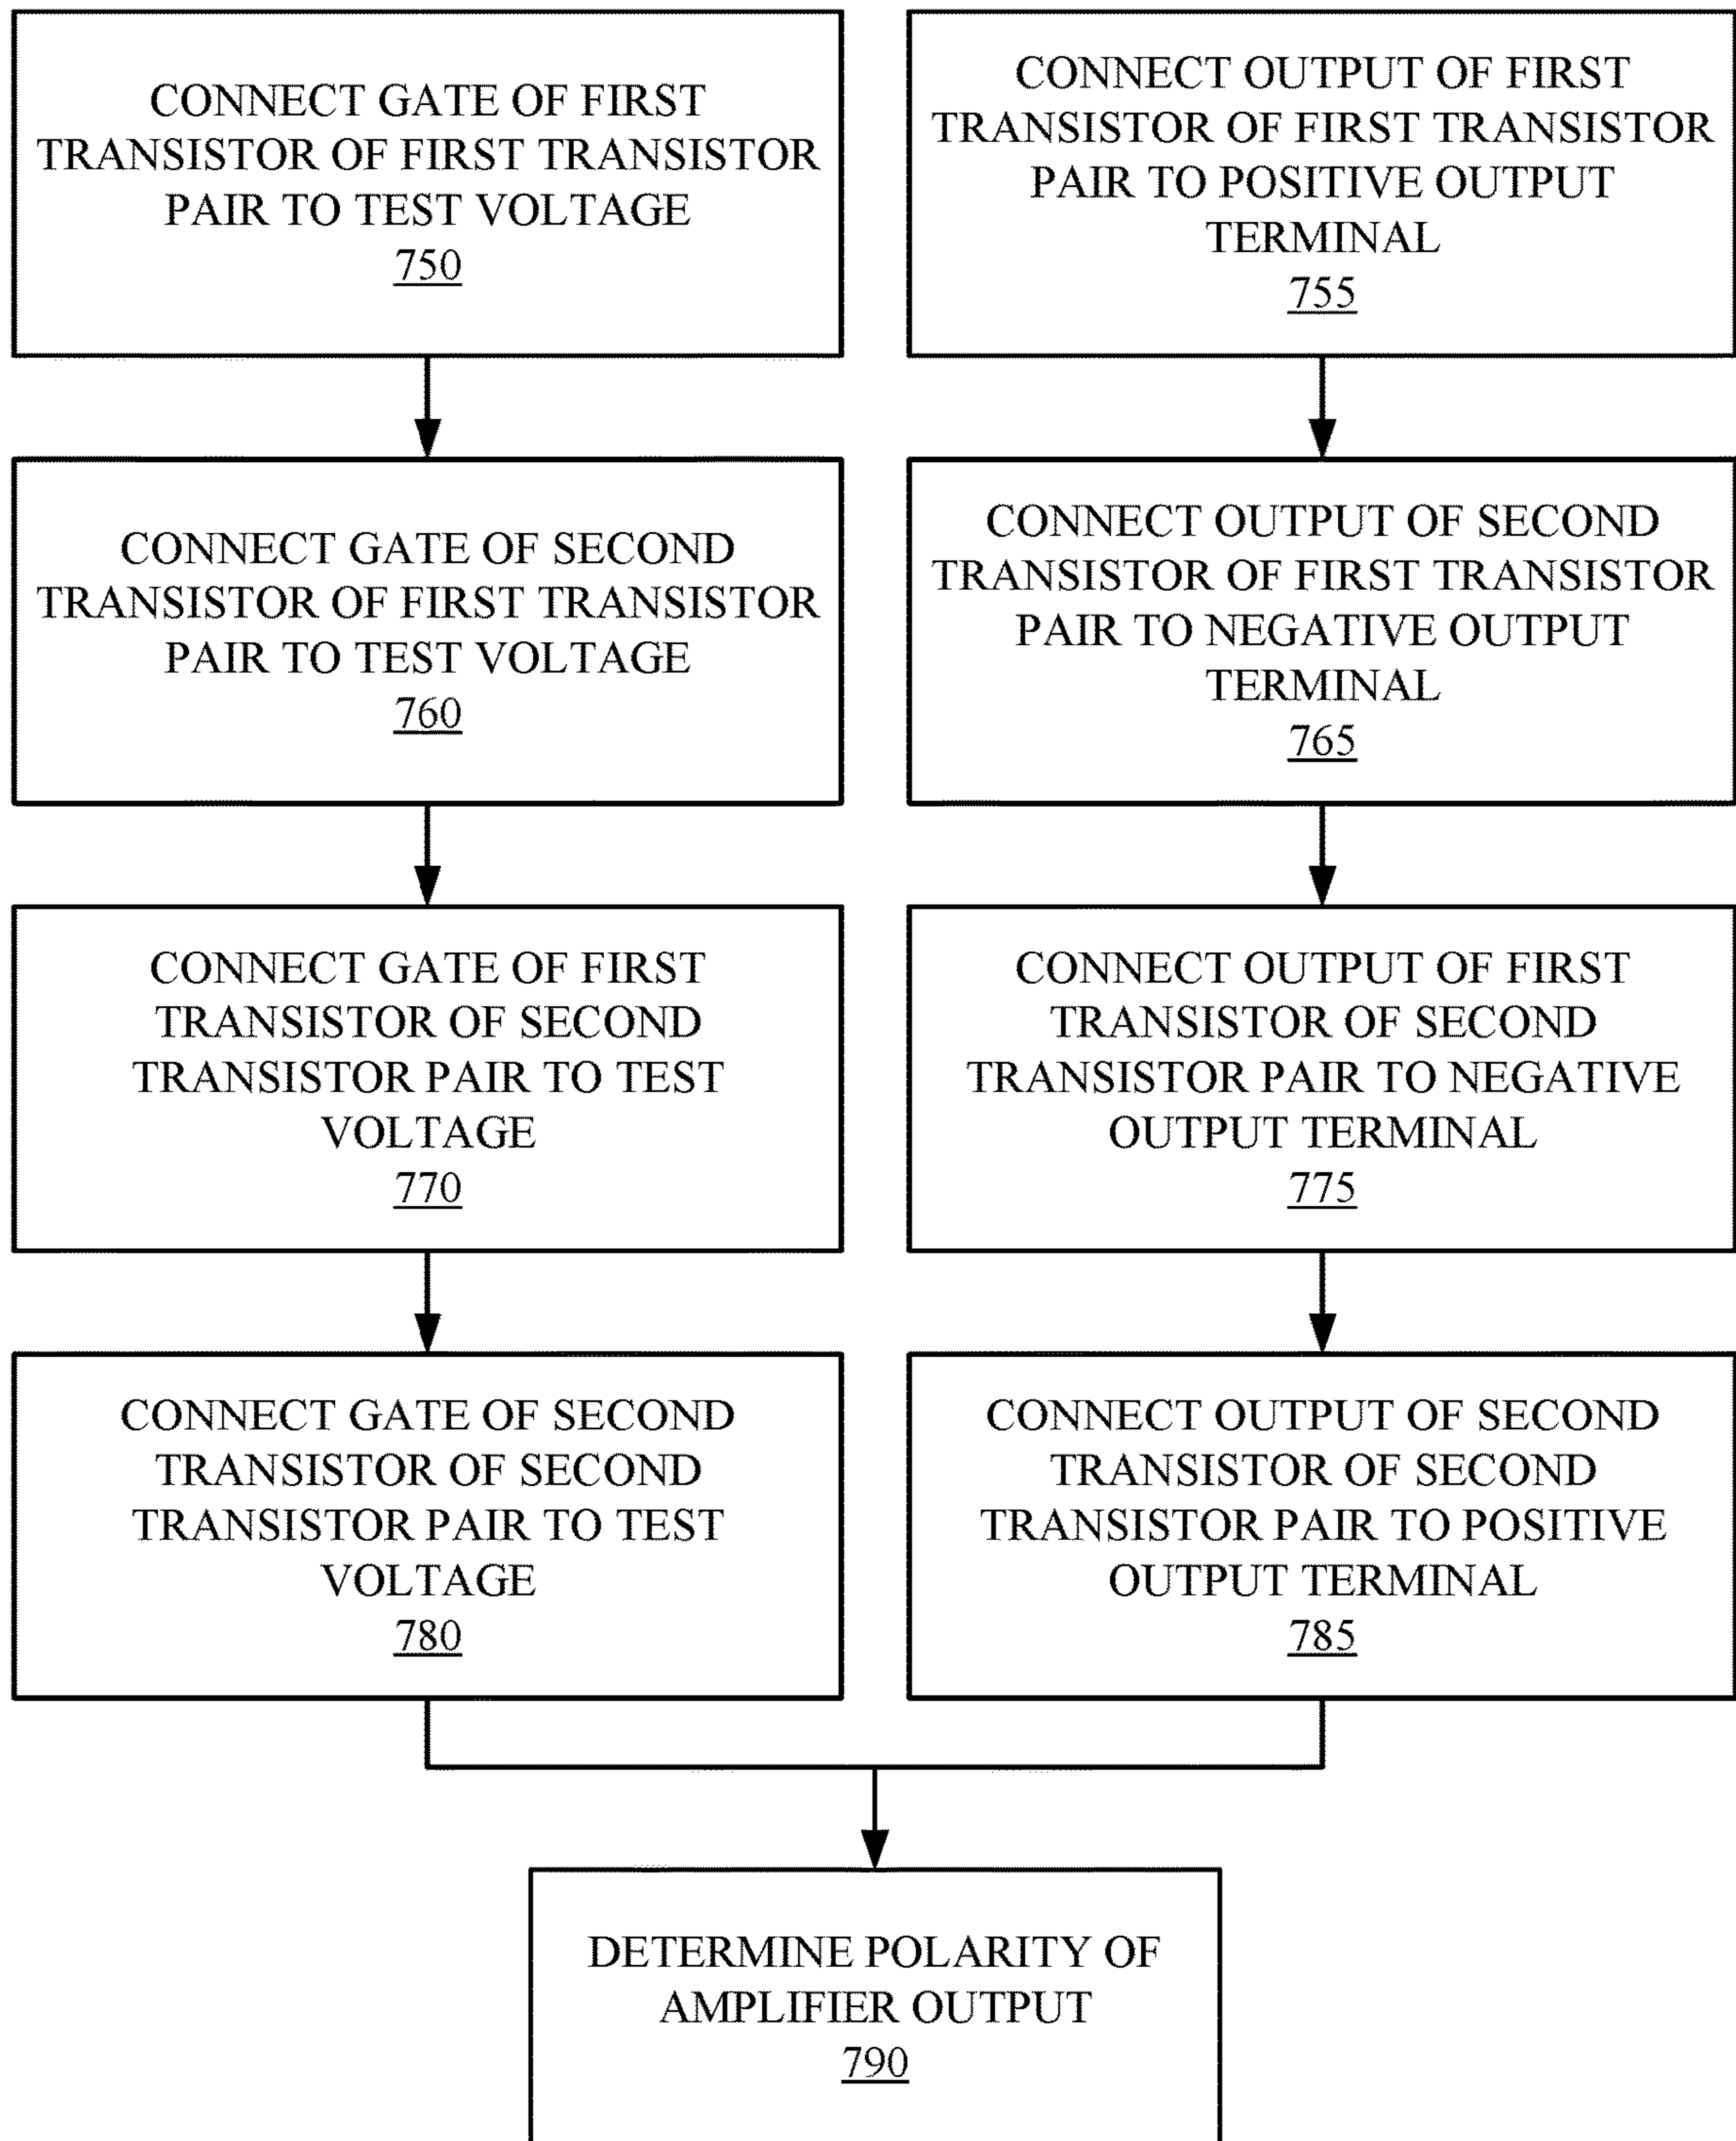 CONNECT GATE OF FIRST
TRANSISTOR OF FIRST TRANSISTOR
PAIR TO TEST VOLTAGE
750
CONNECT OUTPUT OF FIRST
TRANSISTOR OF FIRST TRANSISTOR
PAIR TO POSITIVE OUTPUT
TERMINAL
755
CONNECT GATE OF SECOND
TRANSISTOR OF FIRST TRANSISTOR
PAIR TO TEST VOLTAGE
760
CONNECT OUTPUT OF SECOND
TRANSISTOR OF FIRST TRANSISTOR
PAIR TO NEGATIVE OUTPUT
TERMINAL
765
CONNECT GATE OF FIRST
TRANSISTOR OF SECOND
TRANSISTOR PAIR TO TEST
VOLTAGE
770
CONNECT OUTPUT OF FIRST
TRANSISTOR OF SECOND
TRANSISTOR PAIR TO NEGATIVE
OUTPUT TERMINAL
775
CONNECT GATE OF SECOND
TRANSISTOR OF SECOND
TRANSISTOR PAIR TO TEST
VOLTAGE
780
CONNECT OUTPUT OF SECOND
TRANSISTOR OF SECOND
TRANSISTOR PAIR TO POSITIVE
OUTPUT TERMINAL
785
DETERMINE POLARITY OF
AMPLIFIER OUTPUT
790